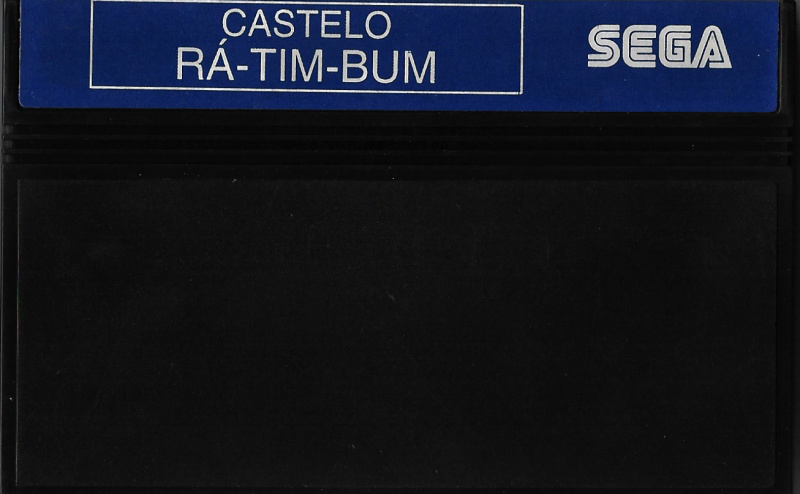 CASTELO
RÁ-TIM-BUM
SEGA